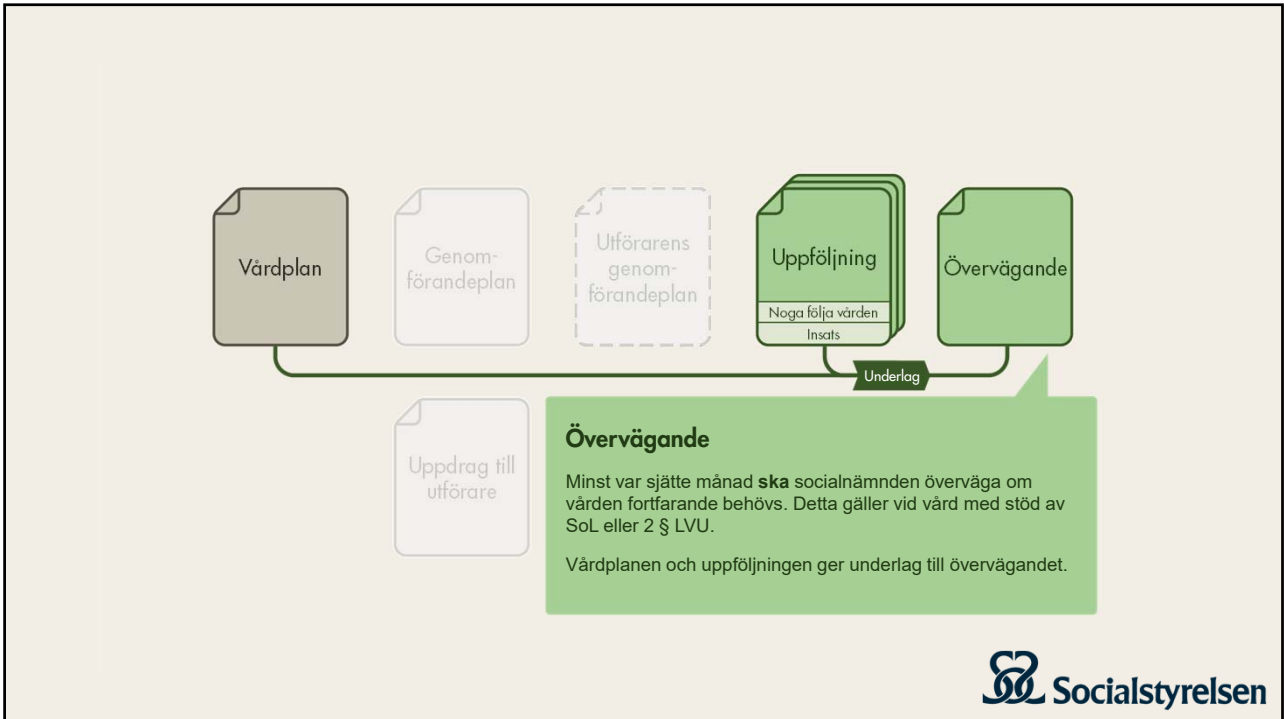 Vårdplan
Genom-
förandeplan
Utförarens
genom-
förandeplan
Uppföljning
Noga följa vården
Insats
Övervägande
Underlag
Uppdrag till
utförare
Övervägande
Minst var sjätte månad ska socialnämnden överväga om
vården fortfarande behövs. Detta gäller vid vård med stöd av
SoL eller 2 § LVU.
Vårdplanen och uppföljningen ger underlag till övervägandet.
Socialstyrelsen